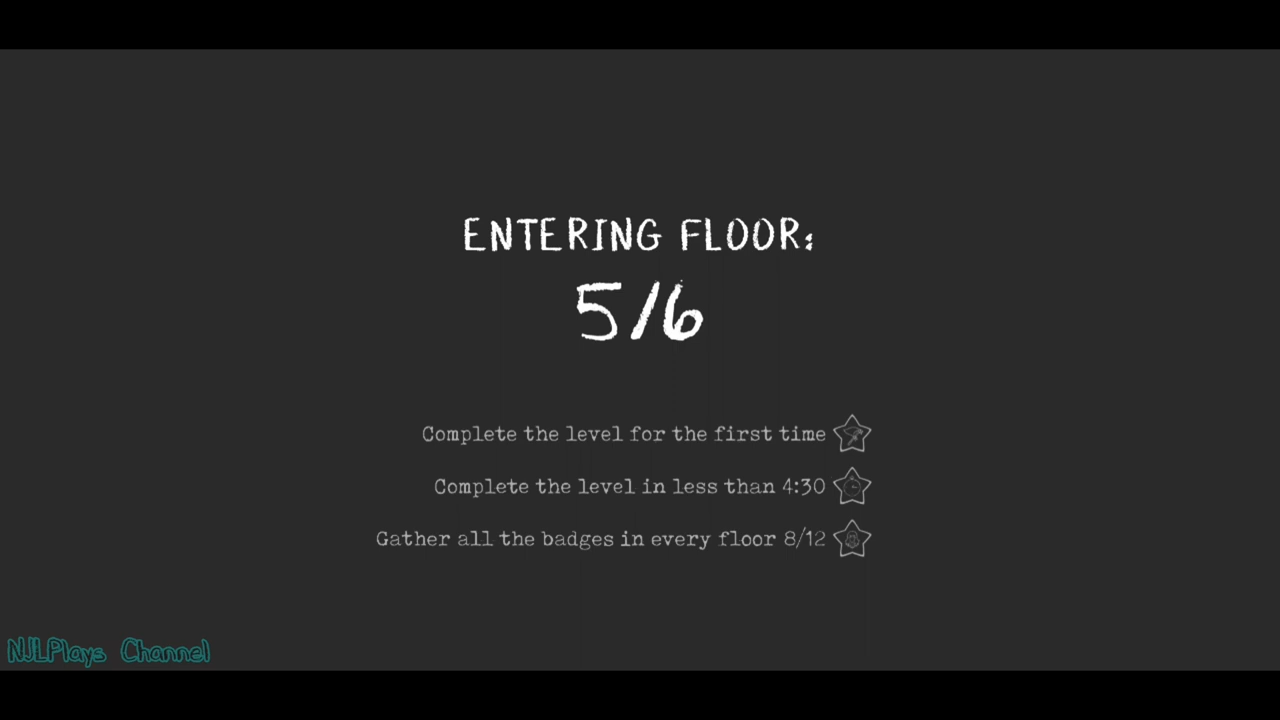 ENTERING FLOOR:
5/6
Complete the level for the first time
Complete the level in less than 4:30
Gather all the badges in every floor 8/12
NJLPlays Channel